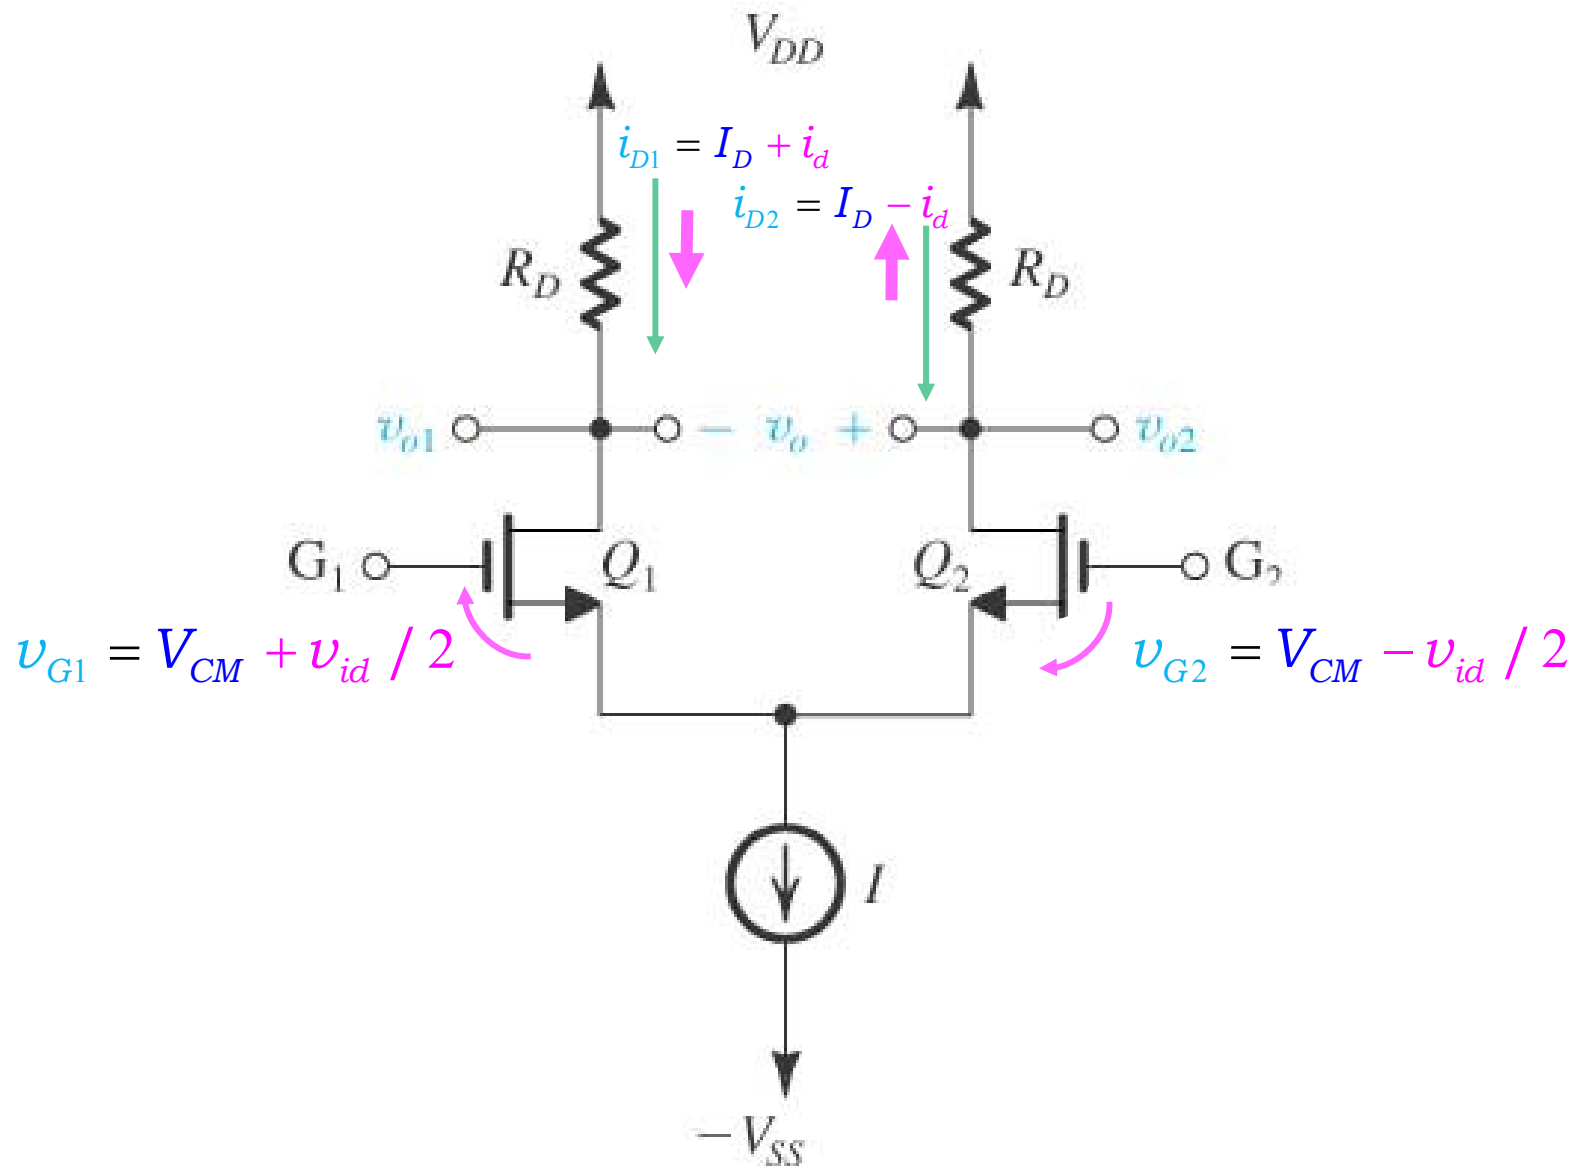 V_DD
i_D1 = I_D + i_d
i_D2 = I_D − i_d
R_D R_D
v_o1 − v_o + v_o2
G_1 Q_1 Q_2 G_2
v_G1 = V_CM + v_id / 2 v_G2 = V_CM − v_id / 2
I
−V_SS